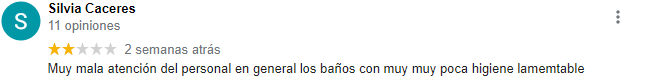 S
Silvia Caceres
11 opiniones
2 semanas atrás
Muy mala atención del personal en general los baños con muy muy poca higiene lamemtable